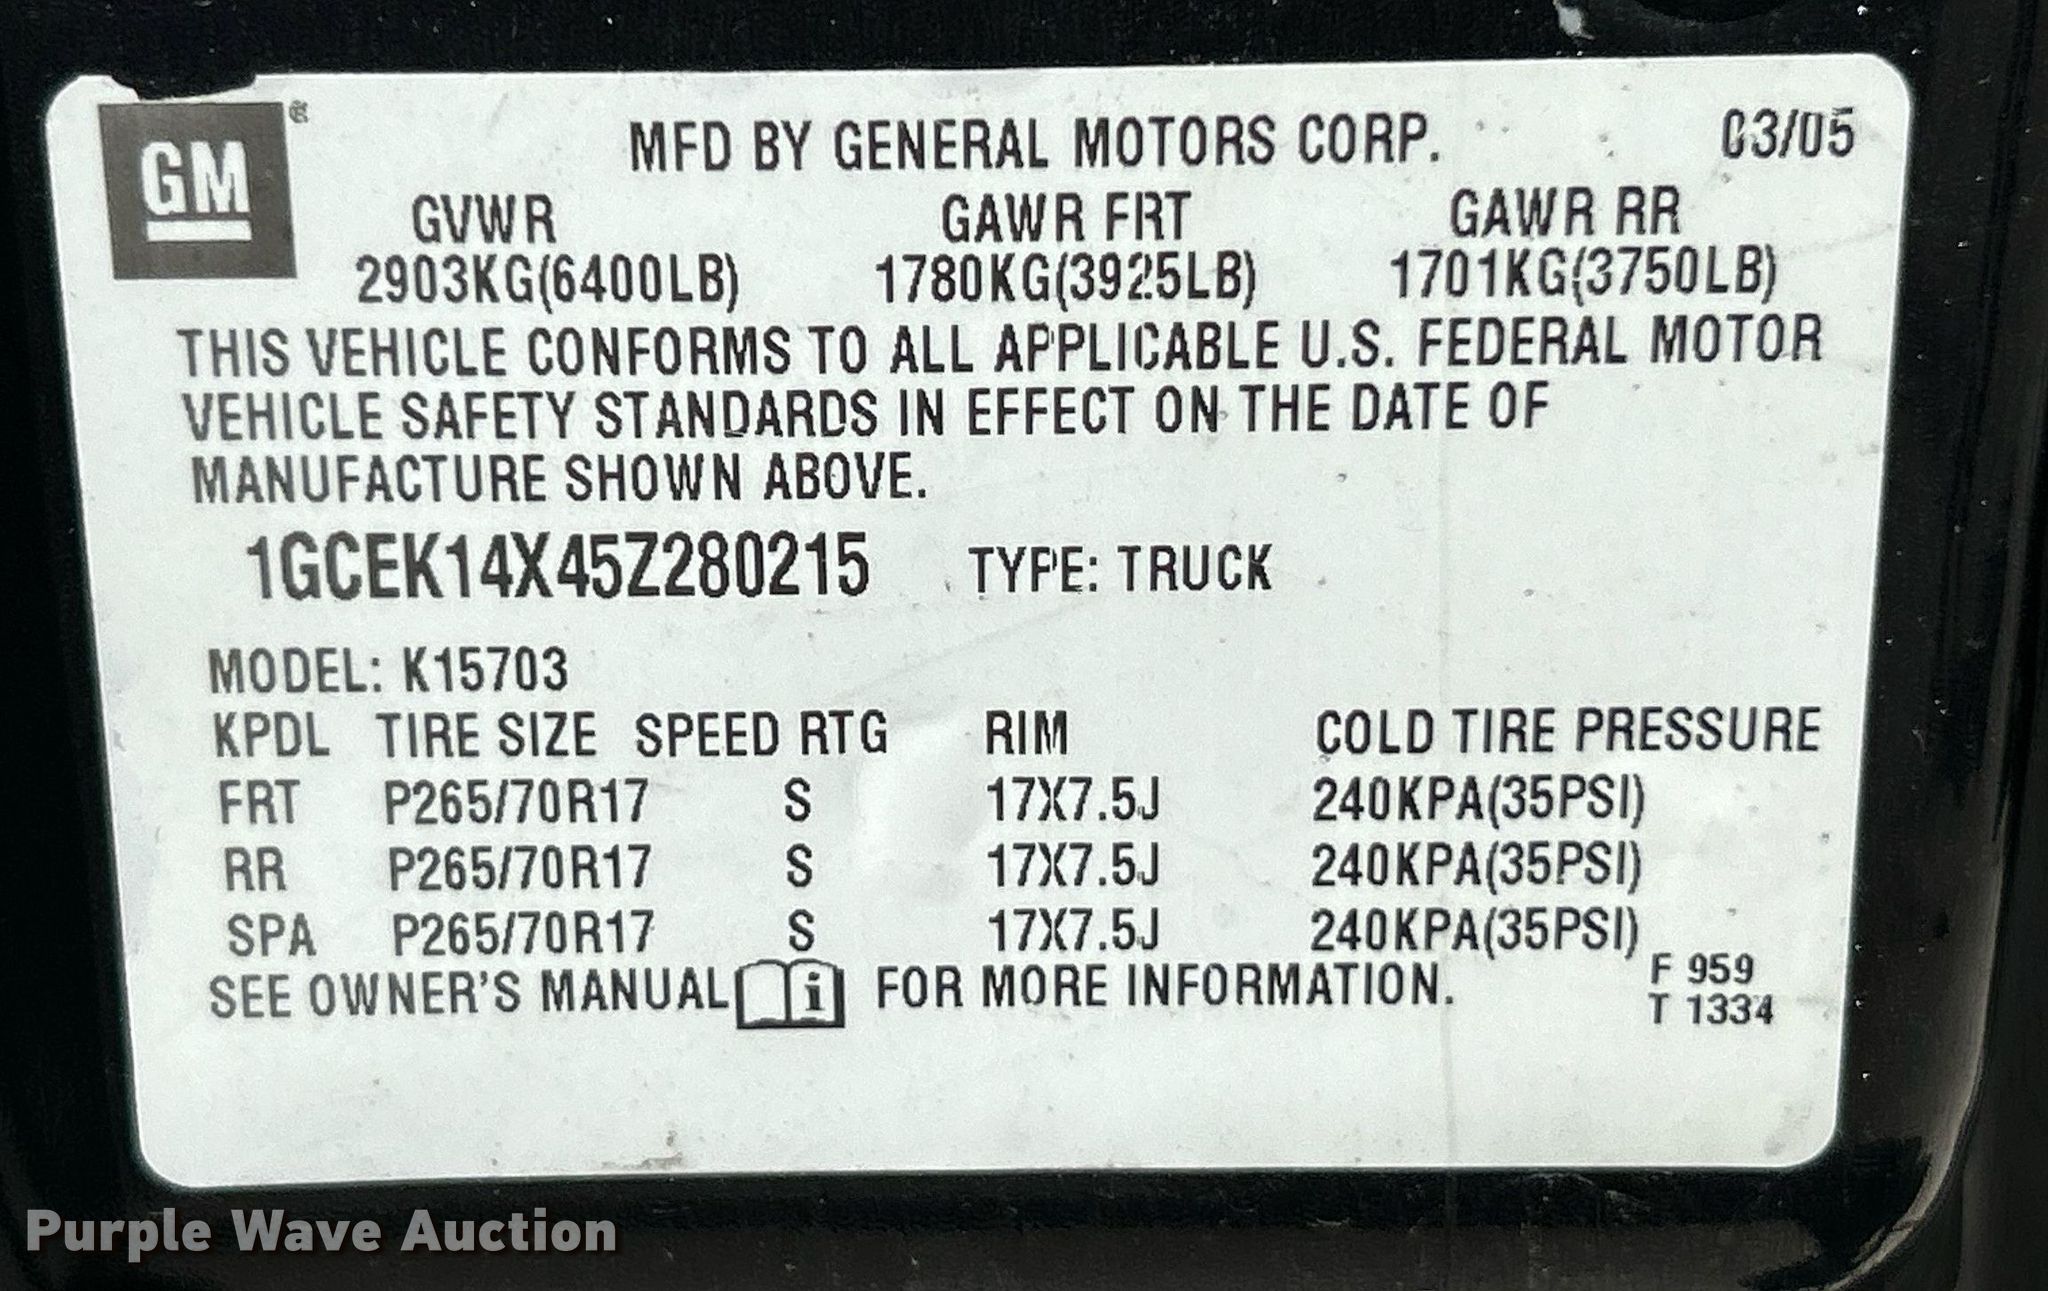 GM®
MFD BY GENERAL MOTORS CORP. 03/05
GVWR GAWR FRT GAWR RR
2903KG(6400LB) 1780KG(3925LB) 1701KG(3750LB)
THIS VEHICLE CONFORMS TO ALL APPLICABLE U.S. FEDERAL MOTOR
VEHICLE SAFETY STANDARDS IN EFFECT ON THE DATE OF
MANUFACTURE SHOWN ABOVE.
1GCEK14X45Z280215 TYPE: TRUCK
MODEL: K15703
KPDL TIRE SIZE SPEED RTG RIM COLD TIRE PRESSURE
FRT P265/70R17 S 17X7.5J 240KPA(35PSI)
RR P265/70R17 S 17X7.5J 240KPA(35PSI)
SPA P265/70R17 S 17X7.5J 240KPA(35PSI)
SEE OWNER'S MANUAL i FOR MORE INFORMATION.
F 959
T 1334
Purple Wave Auction